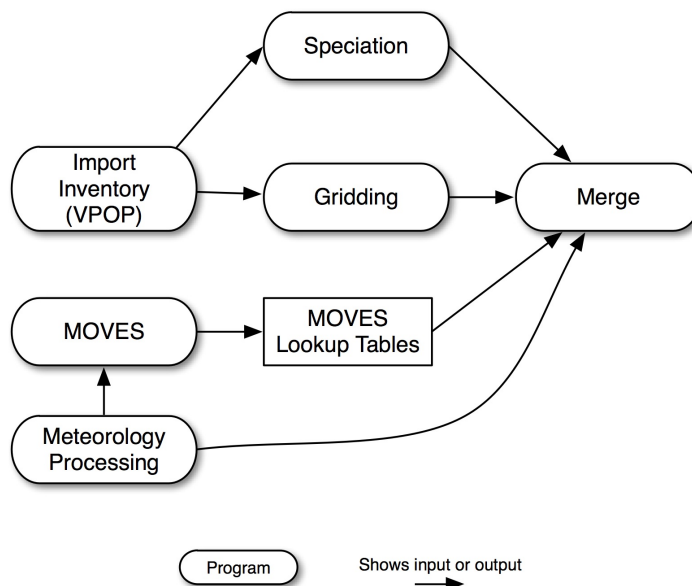 Speciation
Import
Inventory
(VPOP)
Gridding
Merge
MOVES
MOVES
Lookup Tables
Meteorology
Processing
Program
Shows input or output